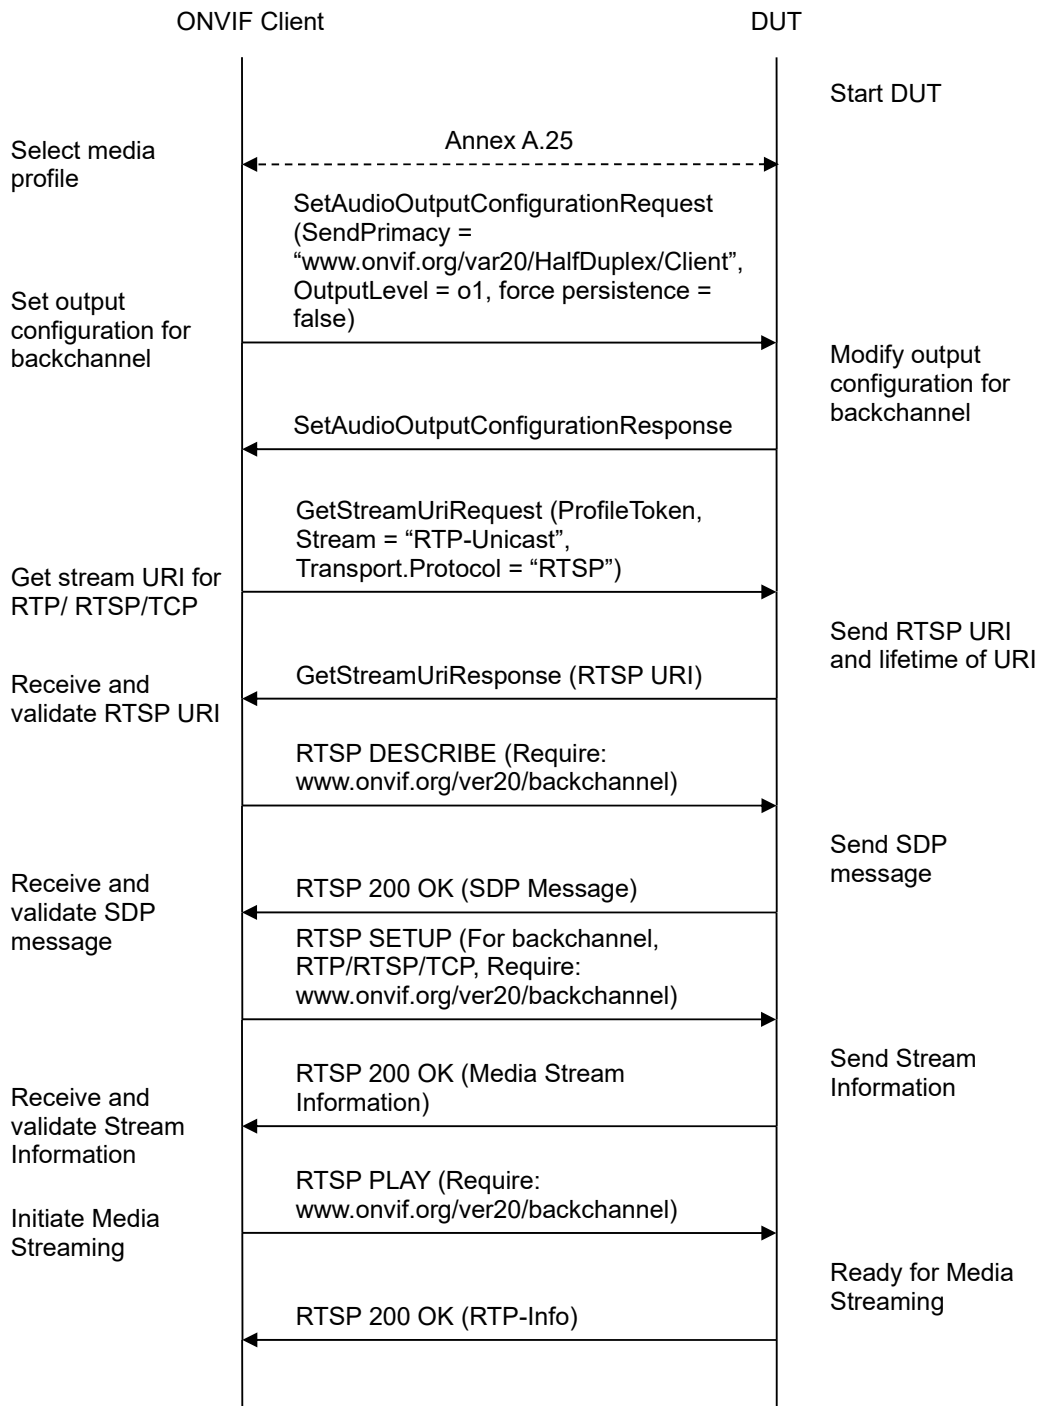 ONVIF Client
DUT
Start DUT
Annex A.25
Select media
profile
SetAudioOutputConfigurationRequest
(SendPrimacy =
“www.onvif.org/var20/HalfDuplex/Client”,
OutputLevel = o1, force persistence =
false)
Set output
configuration for
backchannel
Modify output
configuration for
backchannel
SetAudioOutputConfigurationResponse
GetStreamUriRequest (ProfileToken,
Stream = “RTP-Unicast”,
Transport.Protocol = “RTSP”)
Get stream URI for
RTP/ RTSP/TCP
Send RTSP URI
and lifetime of URI
GetStreamUriResponse (RTSP URI)
Receive and
validate RTSP URI
RTSP DESCRIBE (Require:
www.onvif.org/ver20/backchannel)
Send SDP
message
Receive and
validate SDP
message
RTSP 200 OK (SDP Message)
RTSP SETUP (For backchannel,
RTP/RTSP/TCP, Require:
www.onvif.org/ver20/backchannel)
Send Stream
Information
RTSP 200 OK (Media Stream
Information)
Receive and
validate Stream
Information
RTSP PLAY (Require:
www.onvif.org/ver20/backchannel)
Initiate Media
Streaming
Ready for Media
Streaming
RTSP 200 OK (RTP-Info)